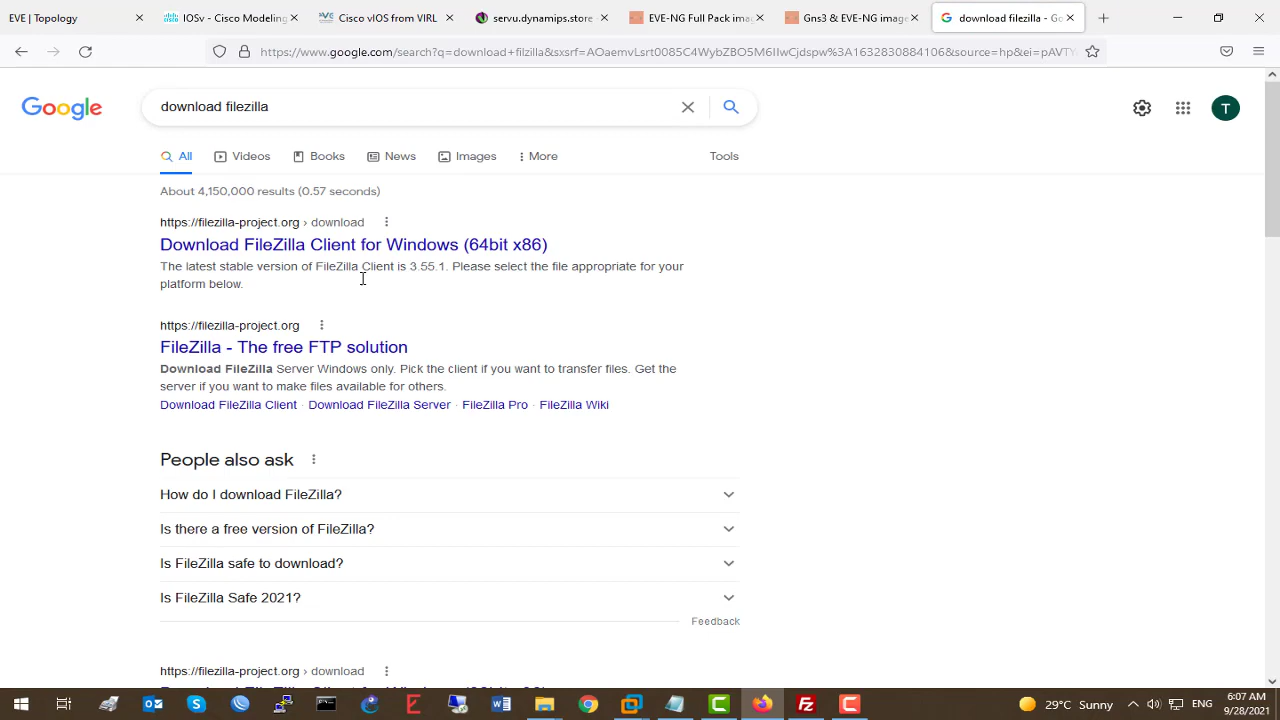 EVE | Topology
IOSv - Cisco Modeling
Cisco vIOS from VIRL
servu.dynamips.store
EVE-NG Full Pack ima
Gns3 & EVE-NG image
download filezilla - Go
https://www.google.com/search?q=download+filzilla&sxsrf=AOaemvLsrt0085C4WybZBO5M6IIwCjdspw%3A1632830884106&source=hp&ei=pAVTY
Google
download filezilla
T
All
Videos
Books
News
Images
More
Tools
About 4,150,000 results (0.57 seconds)
https://filezilla-project.org › download
Download FileZilla Client for Windows (64bit x86)
The latest stable version of FileZilla Client is 3.55.1. Please select the file appropriate for your
platform below.
https://filezilla-project.org
FileZilla - The free FTP solution
Download FileZilla Server Windows only. Pick the client if you want to transfer files. Get the
server if you want to make files available for others.
Download FileZilla Client · Download FileZilla Server · FileZilla Pro · FileZilla Wiki
People also ask
How do I download FileZilla?
Is there a free version of FileZilla?
Is FileZilla safe to download?
Is FileZilla Safe 2021?
Feedback
https://filezilla-project.org › download
29°C Sunny
ENG
6:07 AM
9/28/2021